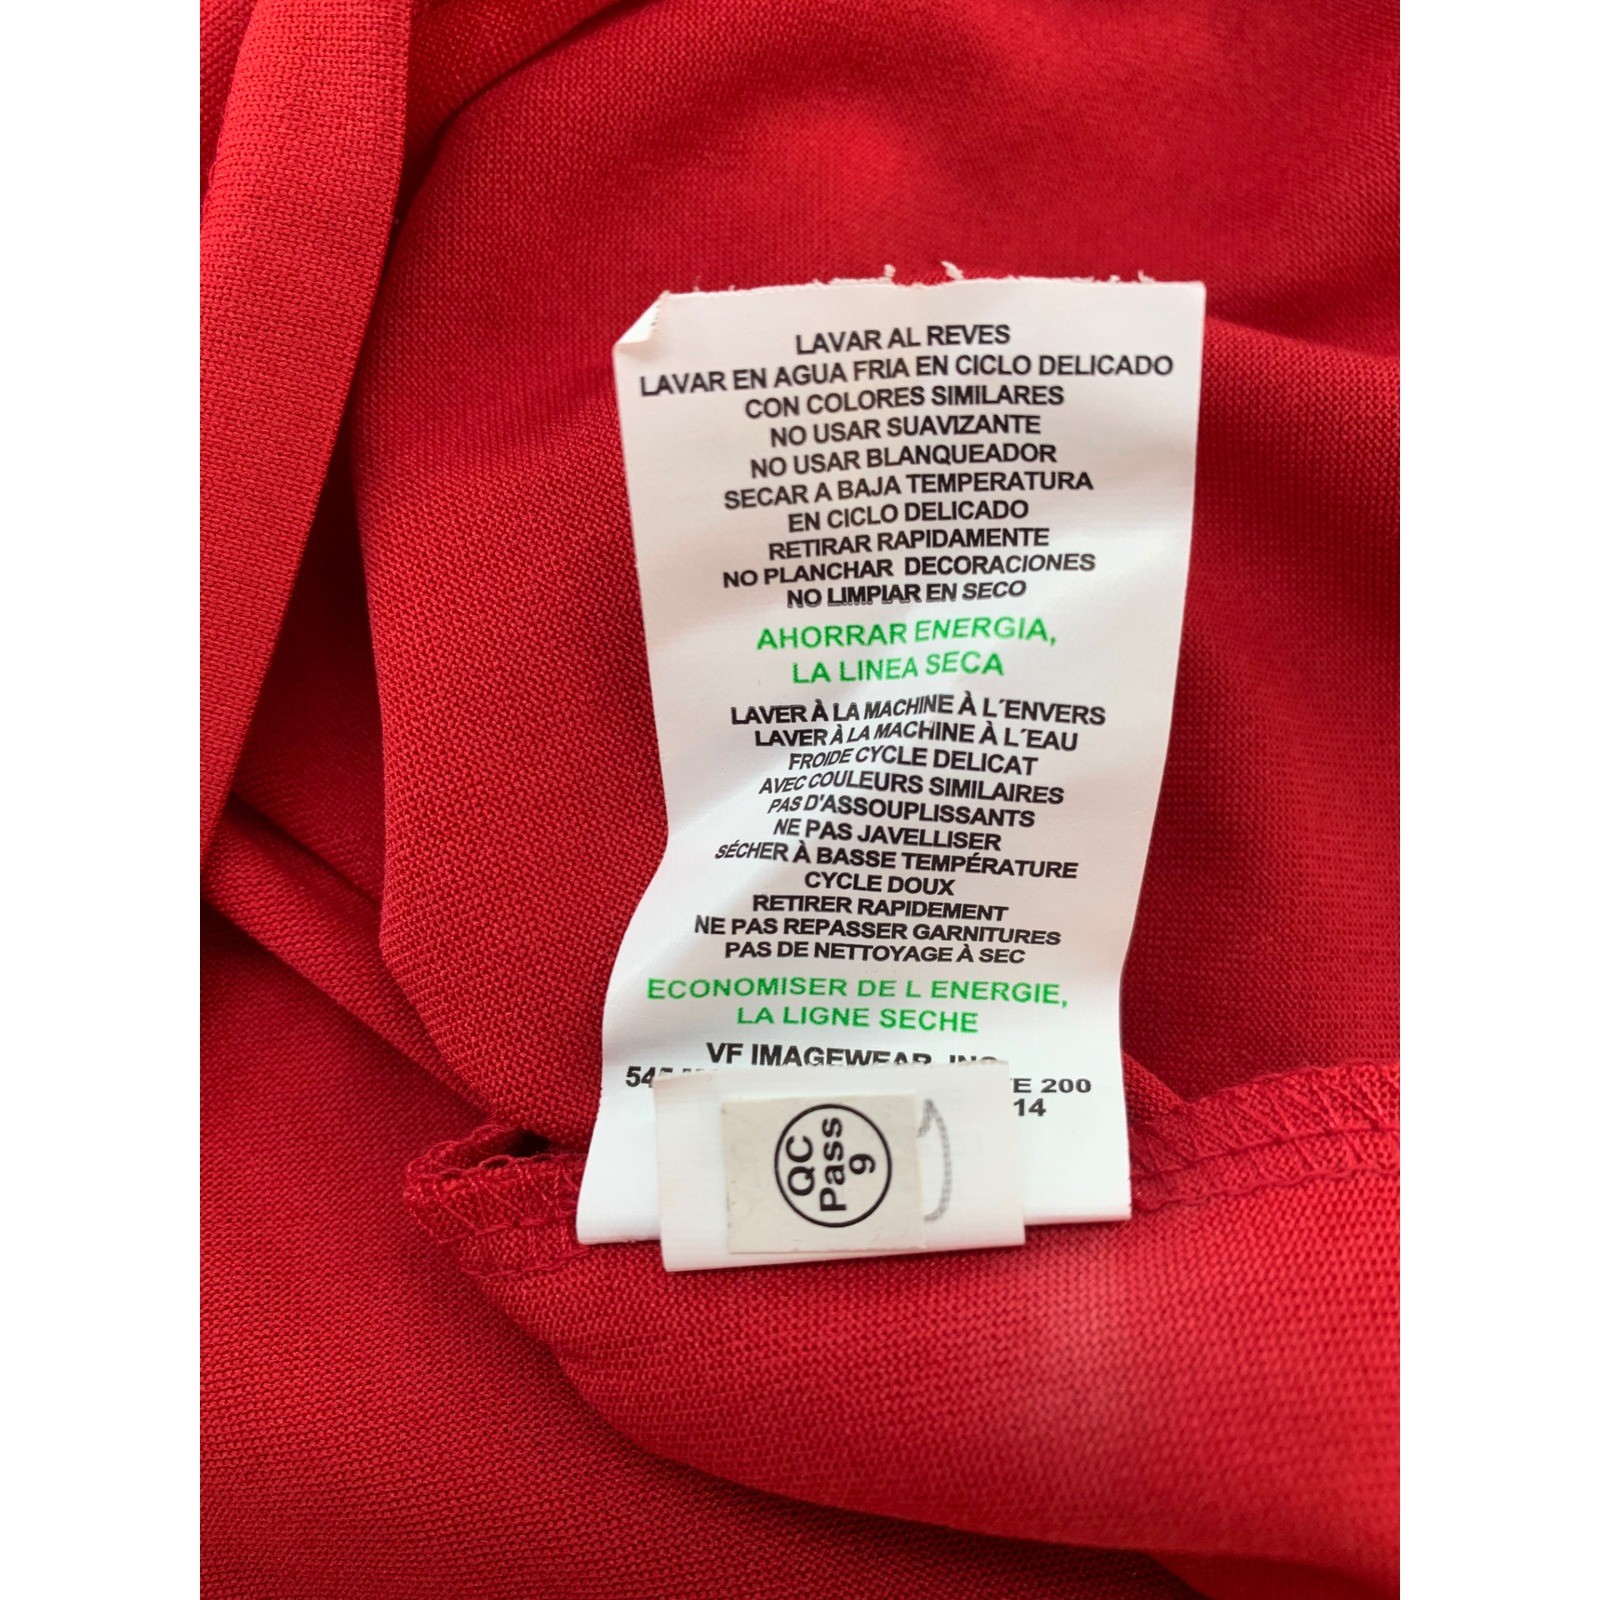 LAVAR AL REVES
LAVAR EN AGUA FRIA EN CICLO DELICADO
CON COLORES SIMILARES
NO USAR SUAVIZANTE
NO USAR BLANQUEADOR
SECAR A BAJA TEMPERATURA
EN CICLO DELICADO
RETIRAR RAPIDAMENTE
NO PLANCHAR DECORACIONES
NO LIMPIAR EN SECO
AHORRAR ENERGIA,
LA LINEA SECA
LAVER À LA MACHINE À L´ENVERS
LAVER À LA MACHINE À L´EAU
FROIDE CYCLE DELICAT
AVEC COULEURS SIMILAIRES
PAS D'ASSOUPLISSANTS
NE PAS JAVELLISER
SÉCHER À BASSE TEMPÉRATURE
CYCLE DOUX
RETIRER RAPIDEMENT
NE PAS REPASSER GARNITURES
PAS DE NETTOYAGE À SEC
ECONOMISER DE L ENERGIE,
LA LIGNE SECHE
VF IMAGEWEAR, INC
200
14
QC
Pass
9